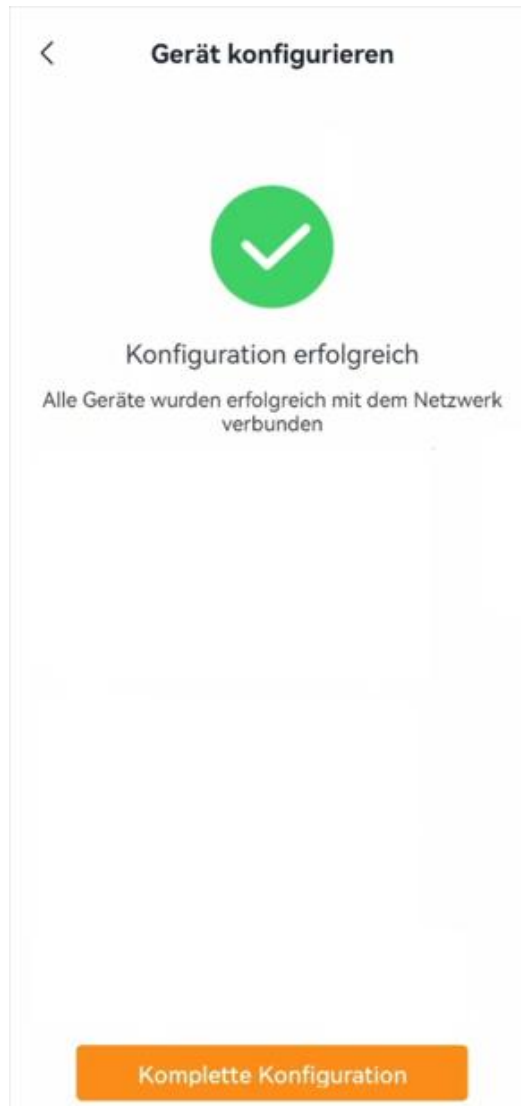 Gerät konfigurieren
Konfiguration erfolgreich
Alle Geräte wurden erfolgreich mit dem Netzwerk
verbunden
Komplette Konfiguration